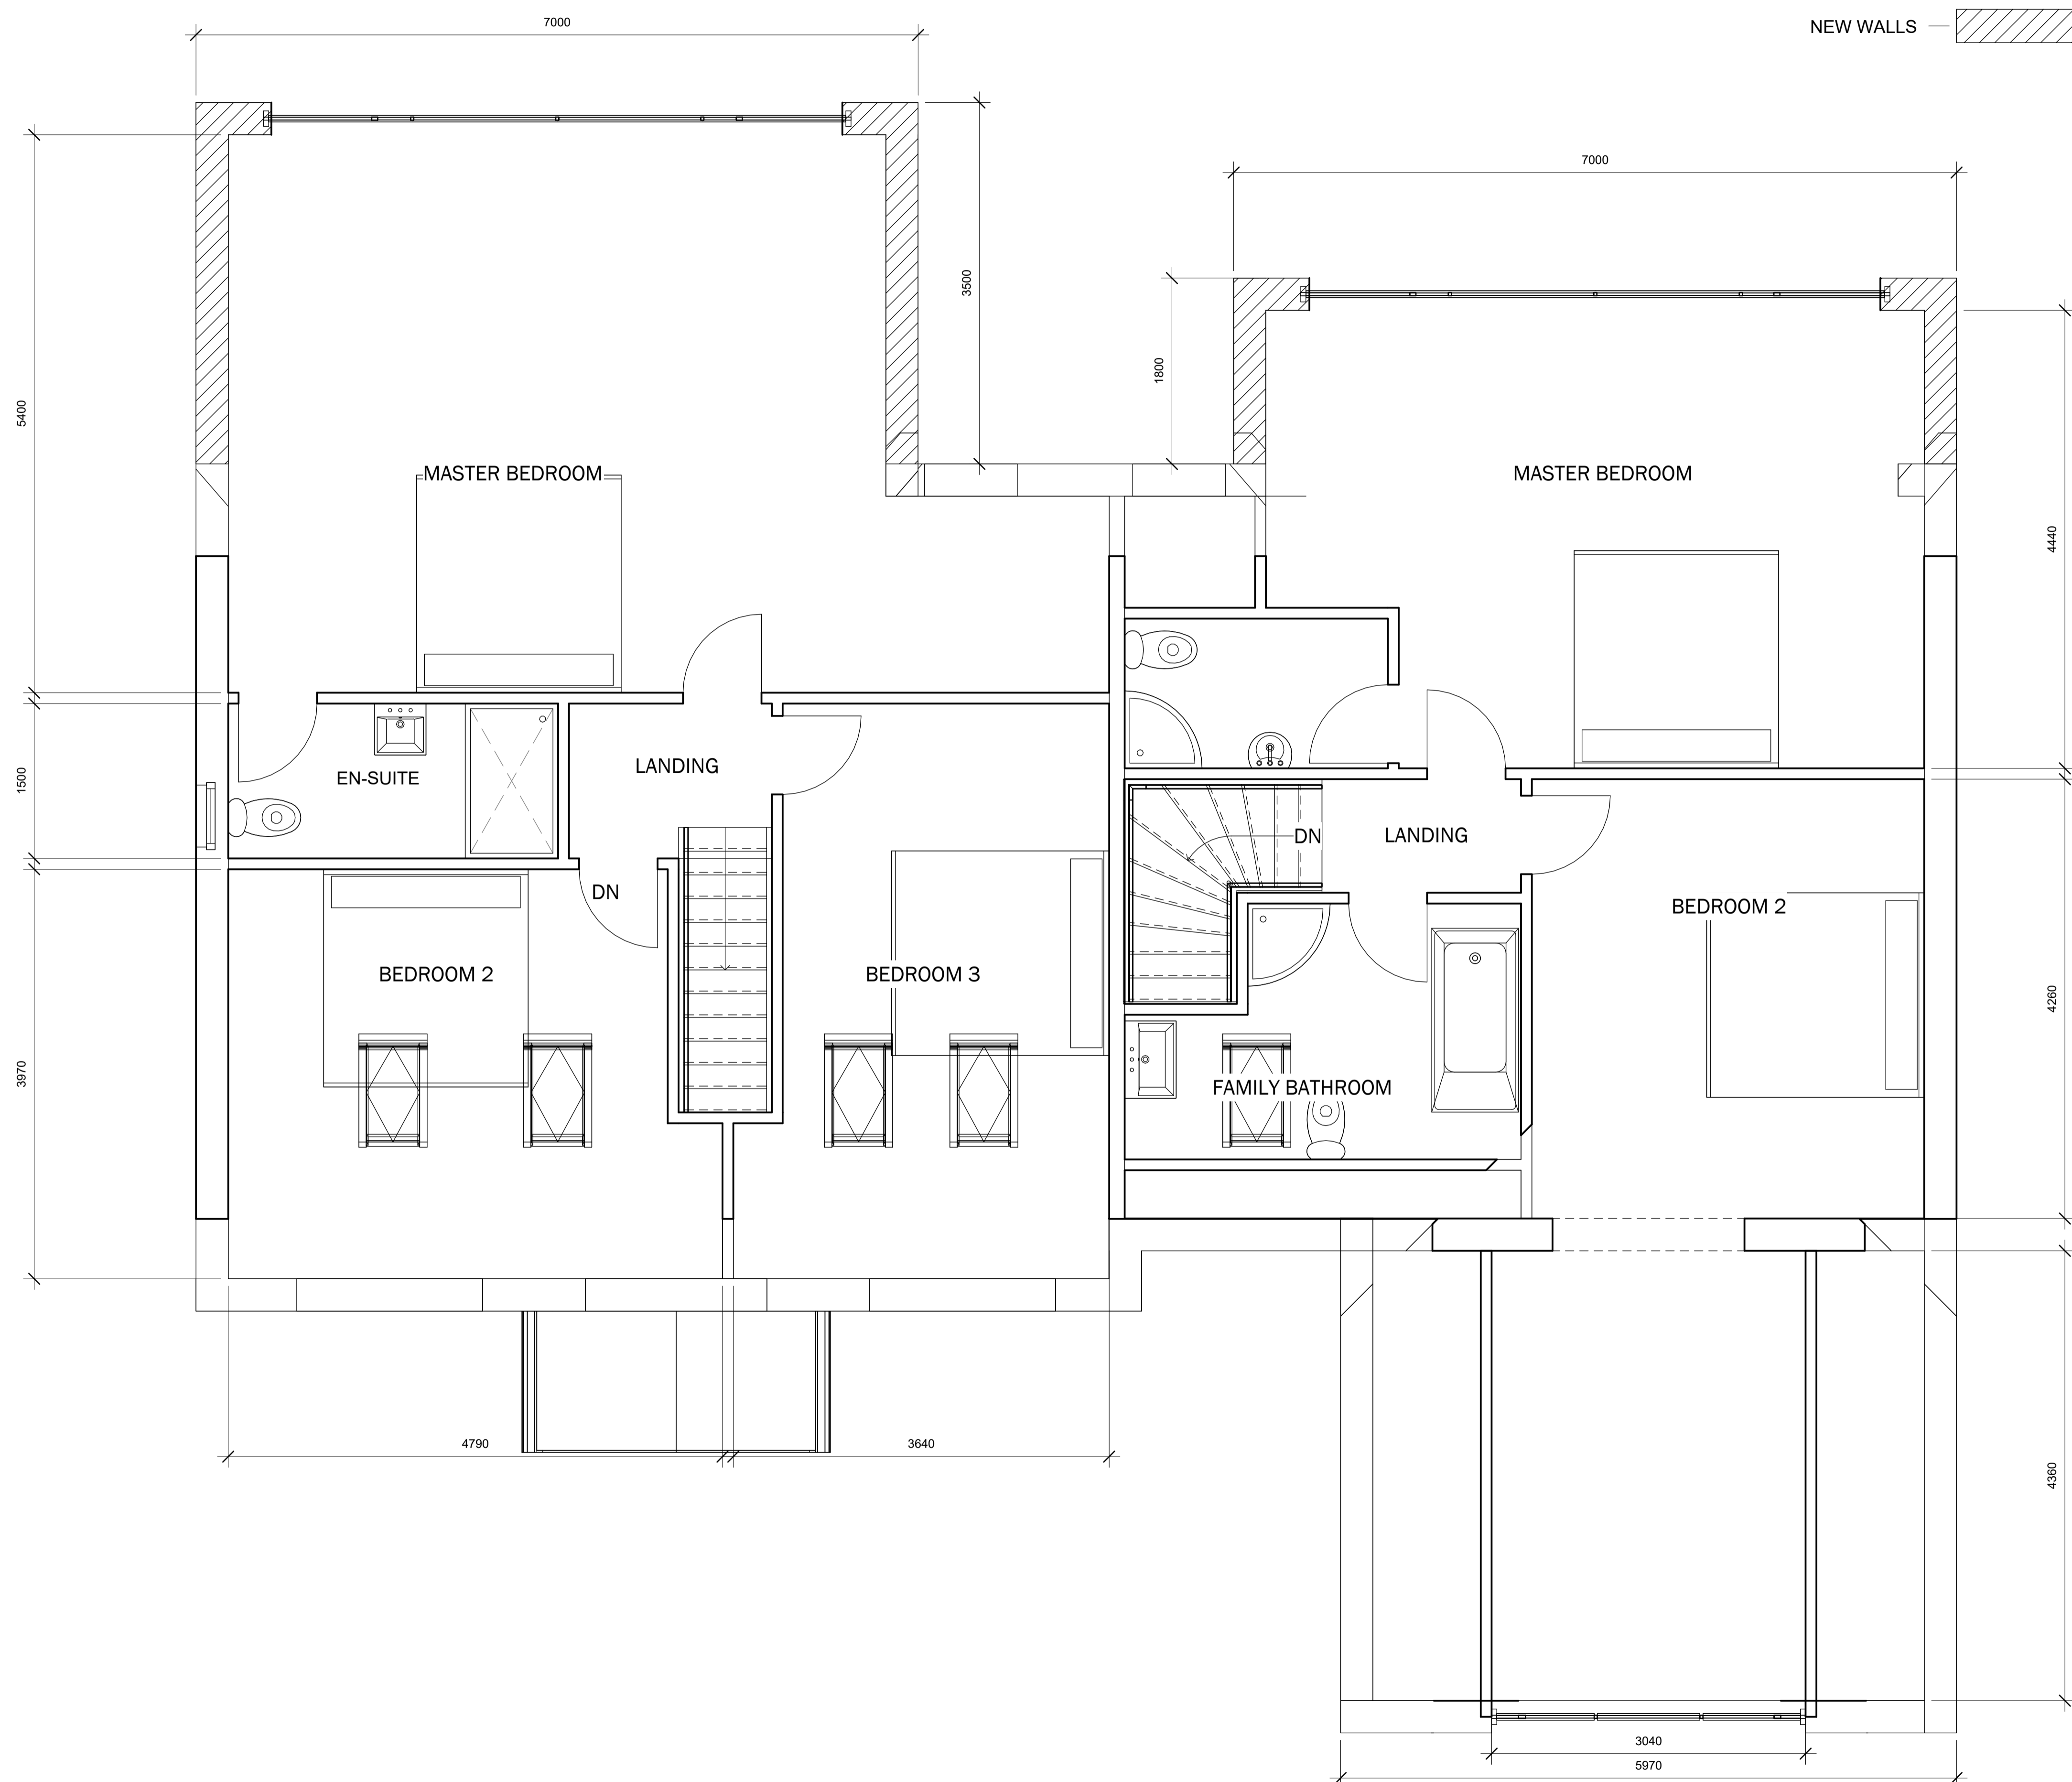 7000
NEW WALLS
7000
3500
1800
5400
MASTER BEDROOM
MASTER BEDROOM
4440
LANDING
EN-SUITE
1500
DN
LANDING
DN
BEDROOM 2
BEDROOM 2
BEDROOM 3
4260
3970
FAMILY BATHROOM
4790
3640
4360
3040
5970